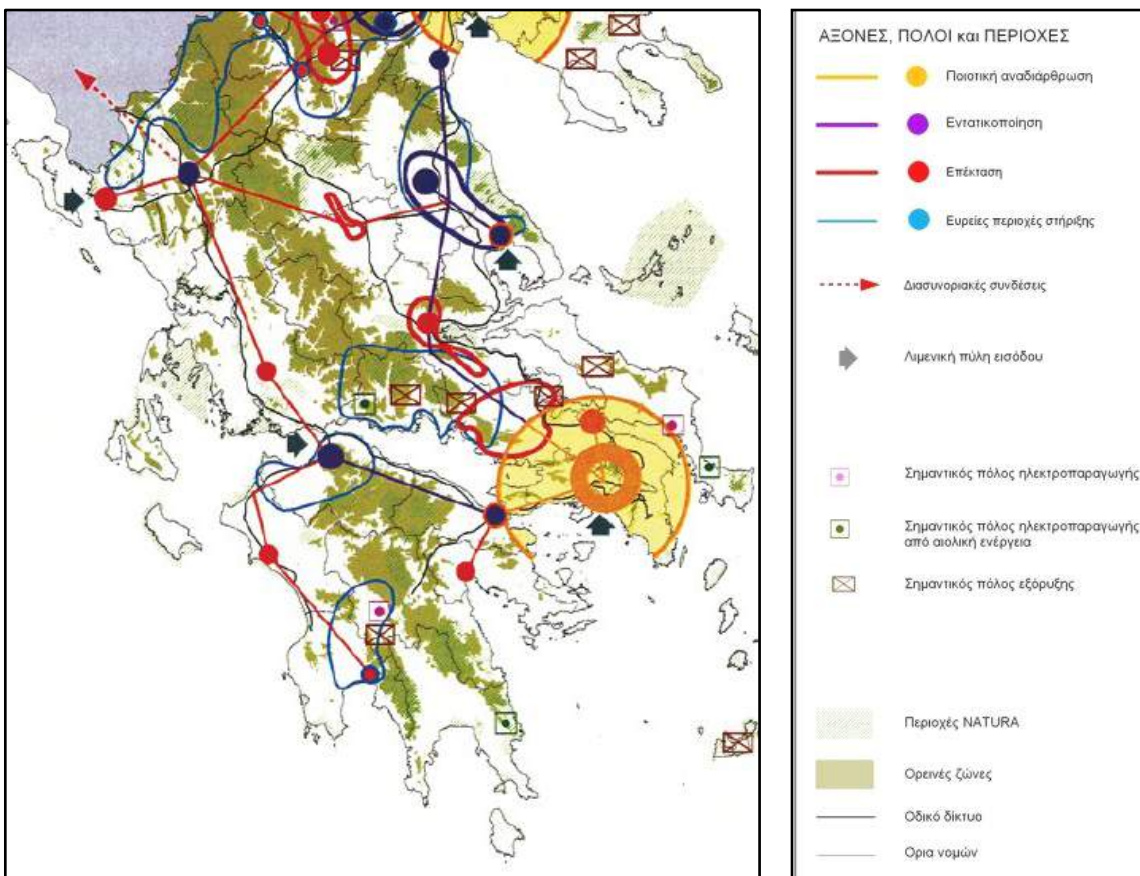 ΑΞΟΝΕΣ, ΠΟΛΟΙ και ΠΕΡΙΟΧΕΣ
Ποιοτική αναδιάρθρωση
Εντατικοποίηση
Επέκταση
Ευρείες περιοχές στήριξης
Διασυνοριακές συνδέσεις
Λιμενική πύλη εισόδου
Σημαντικός πόλος ηλεκτροπαραγωγής
Σημαντικός πόλος ηλεκτροπαραγωγής
από αιολική ενέργεια
Σημαντικός πόλος εξόρυξης
Περιοχές NATURA
Ορεινές ζώνες
Οδικό δίκτυο
Ορια νομών